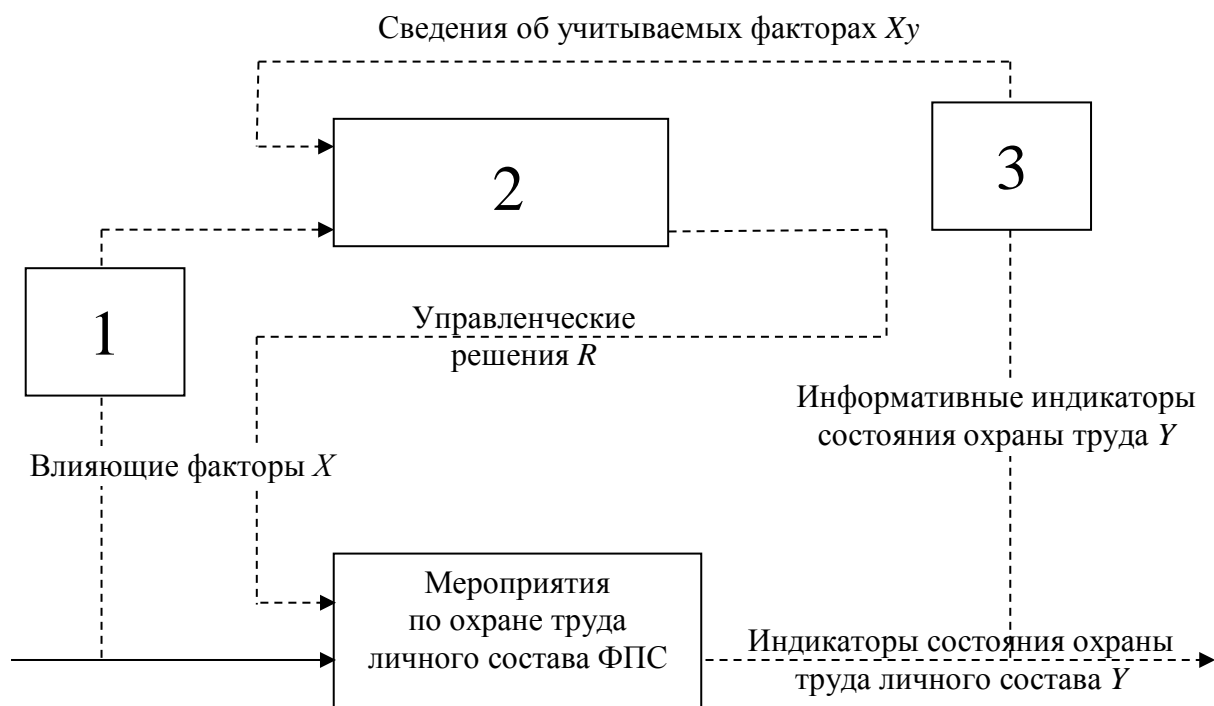 Сведения об учитываемых факторах Xy
2
3
1
Управленческие
решения R
Информативные индикаторы
состояния охраны труда Y
Влияющие факторы X
Мероприятия
по охране труда
личного состава ФПС
Индикаторы состояния охраны
труда личного состава Y